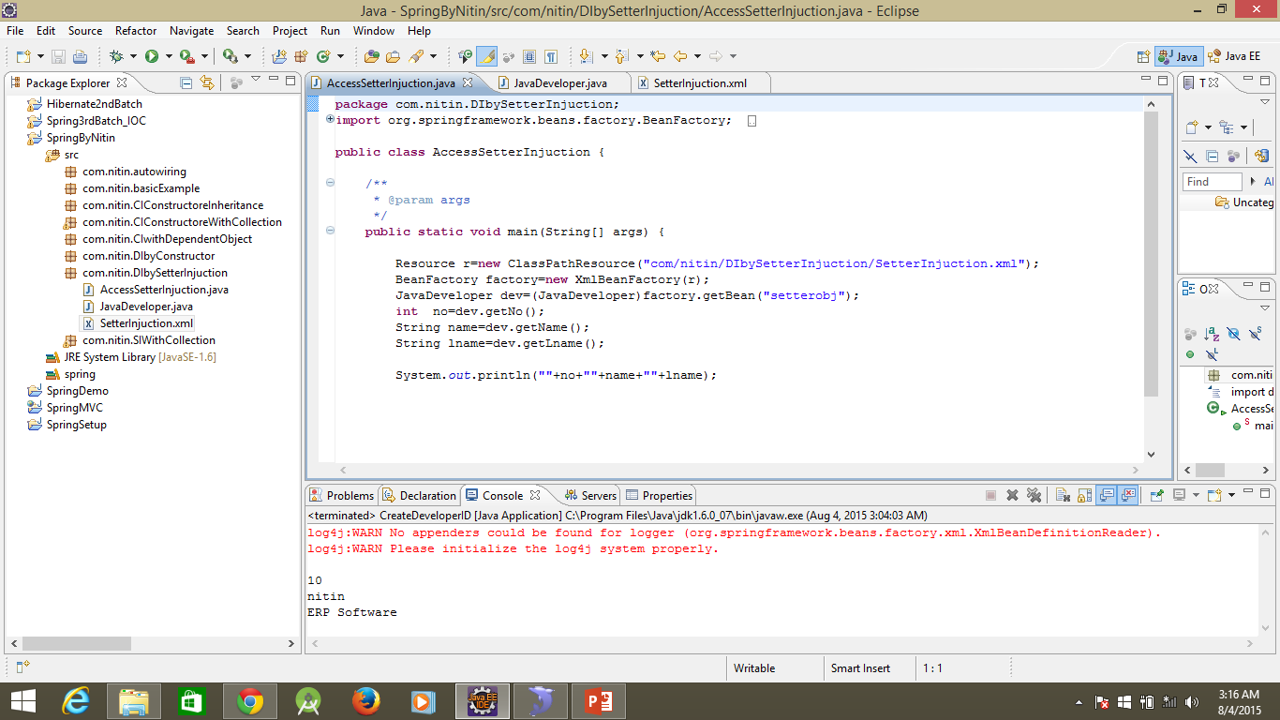 Java - SpringByNitin/src/com/nitin/DIbySetterInjuction/AccessSetterInjuction.java - Eclipse
File Edit Source Refactor Navigate Search Project Run Window Help
Java Java EE
Package Explorer
Hibernate2ndBatch
Spring3rdBatch_IOC
SpringByNitin
src
com.nitin.autowiring
com.nitin.basicExample
com.nitin.CIConstructoreInheritance
com.nitin.CIConstructoreWithCollection
com.nitin.CIwithDependentObject
com.nitin.DIbyConstructor
com.nitin.DIbySetterInjuction
AccessSetterInjuction.java
JavaDeveloper.java
SetterInjuction.xml
com.nitin.SIWithCollection
JRE System Library [JavaSE-1.6]
spring
SpringDemo
SpringMVC
SpringSetup
AccessSetterInjuction.java JavaDeveloper.java SetterInjuction.xml
package com.nitin.DIbySetterInjuction;
import org.springframework.beans.factory.BeanFactory;
public class AccessSetterInjuction {
/**
* @param args
*/
public static void main(String[] args) {
Resource r=new ClassPathResource("com/nitin/DIbySetterInjuction/SetterInjuction.xml");
BeanFactory factory=new XmlBeanFactory(r);
JavaDeveloper dev=(JavaDeveloper)factory.getBean("setterobj");
int no=dev.getNo();
String name=dev.getName();
String lname=dev.getLname();
System.out.println(""+no+""+name+""+lname);
T
Find Al
Uncateg
O
com.niti
import d
AccessSe
mai
Problems Declaration Console Servers Properties
<terminated> CreateDeveloperID [Java Application] C:\Program Files\Java\jdk1.6.0_07\bin\javaw.exe (Aug 4, 2015 3:04:03 AM)
log4j:WARN No appenders could be found for logger (org.springframework.beans.factory.xml.XmlBeanDefinitionReader).
log4j:WARN Please initialize the log4j system properly.
10
nitin
ERP Software
Writable Smart Insert 1 : 1
Java EE
IDE
3:16 AM
8/4/2015